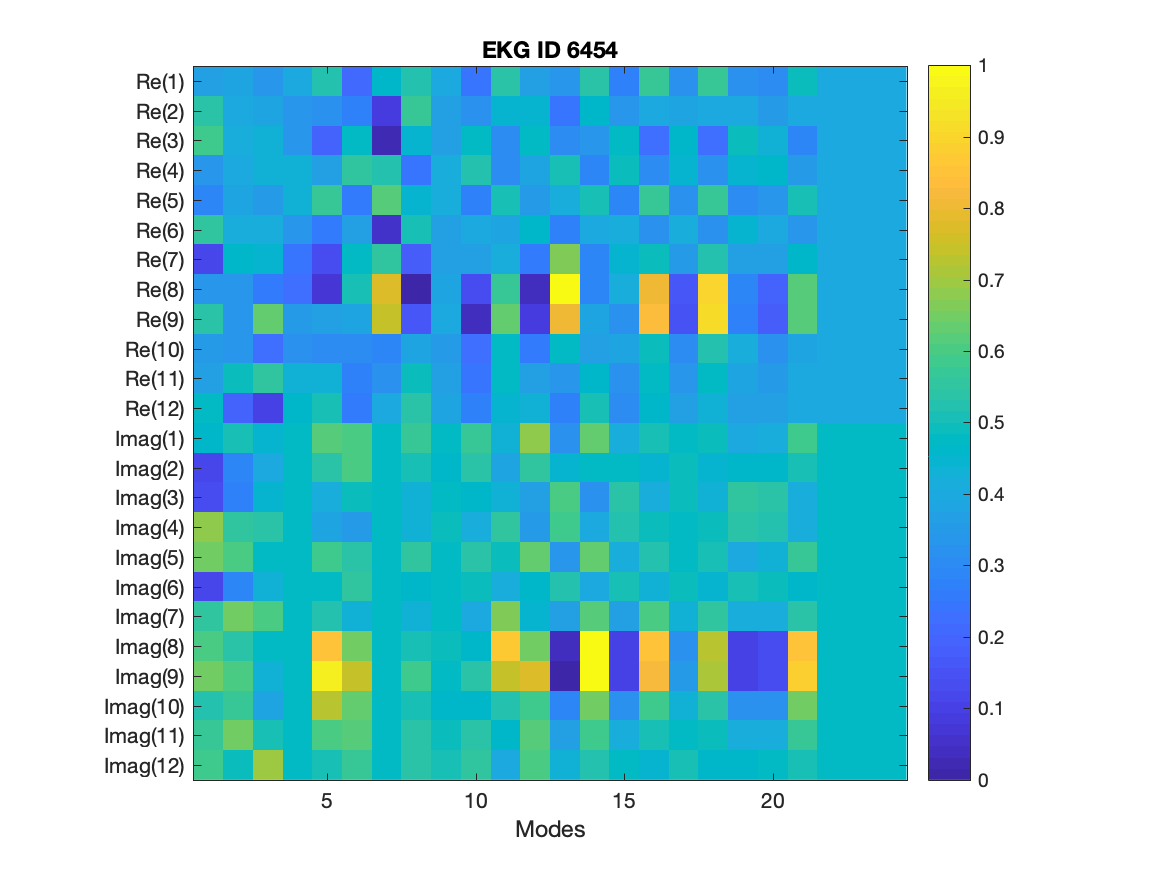 EKG ID 6454
Re(1)
Re(2)
Re(3)
Re(4)
Re(5)
Re(6)
Re(7)
Re(8)
Re(9)
Re(10)
Re(11)
Re(12)
Imag(1)
Imag(2)
Imag(3)
Imag(4)
Imag(5)
Imag(6)
Imag(7)
Imag(8)
Imag(9)
Imag(10)
Imag(11)
Imag(12)
5 10 15 20
Modes
1
0.9
0.8
0.7
0.6
0.5
0.4
0.3
0.2
0.1
0